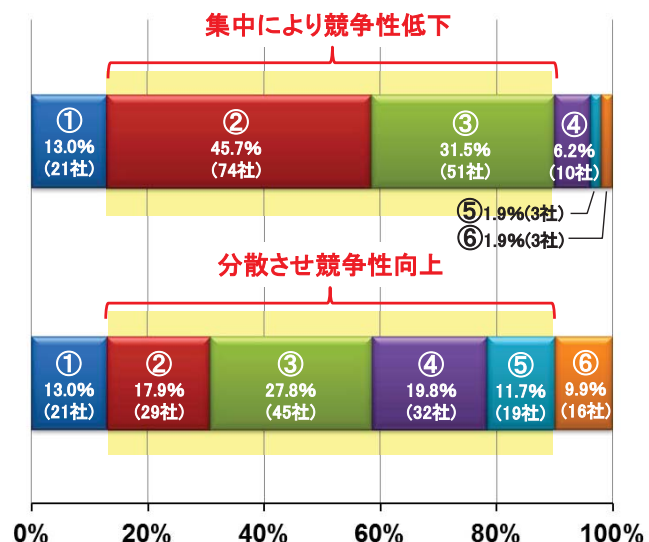 集中により競争性低下
① ② ③ ④
13.0% 45.7% 31.5% 6.2%
(21社) (74社) (51社) (10社)
⑤1.9%(3社)
⑥1.9%(3社)
分散させ競争性向上
① ② ③ ④ ⑤ ⑥
13.0% 17.9% 27.8% 19.8% 11.7% 9.9%
(21社) (29社) (45社) (32社) (19社) (16社)
0% 20% 40% 60% 80% 100%